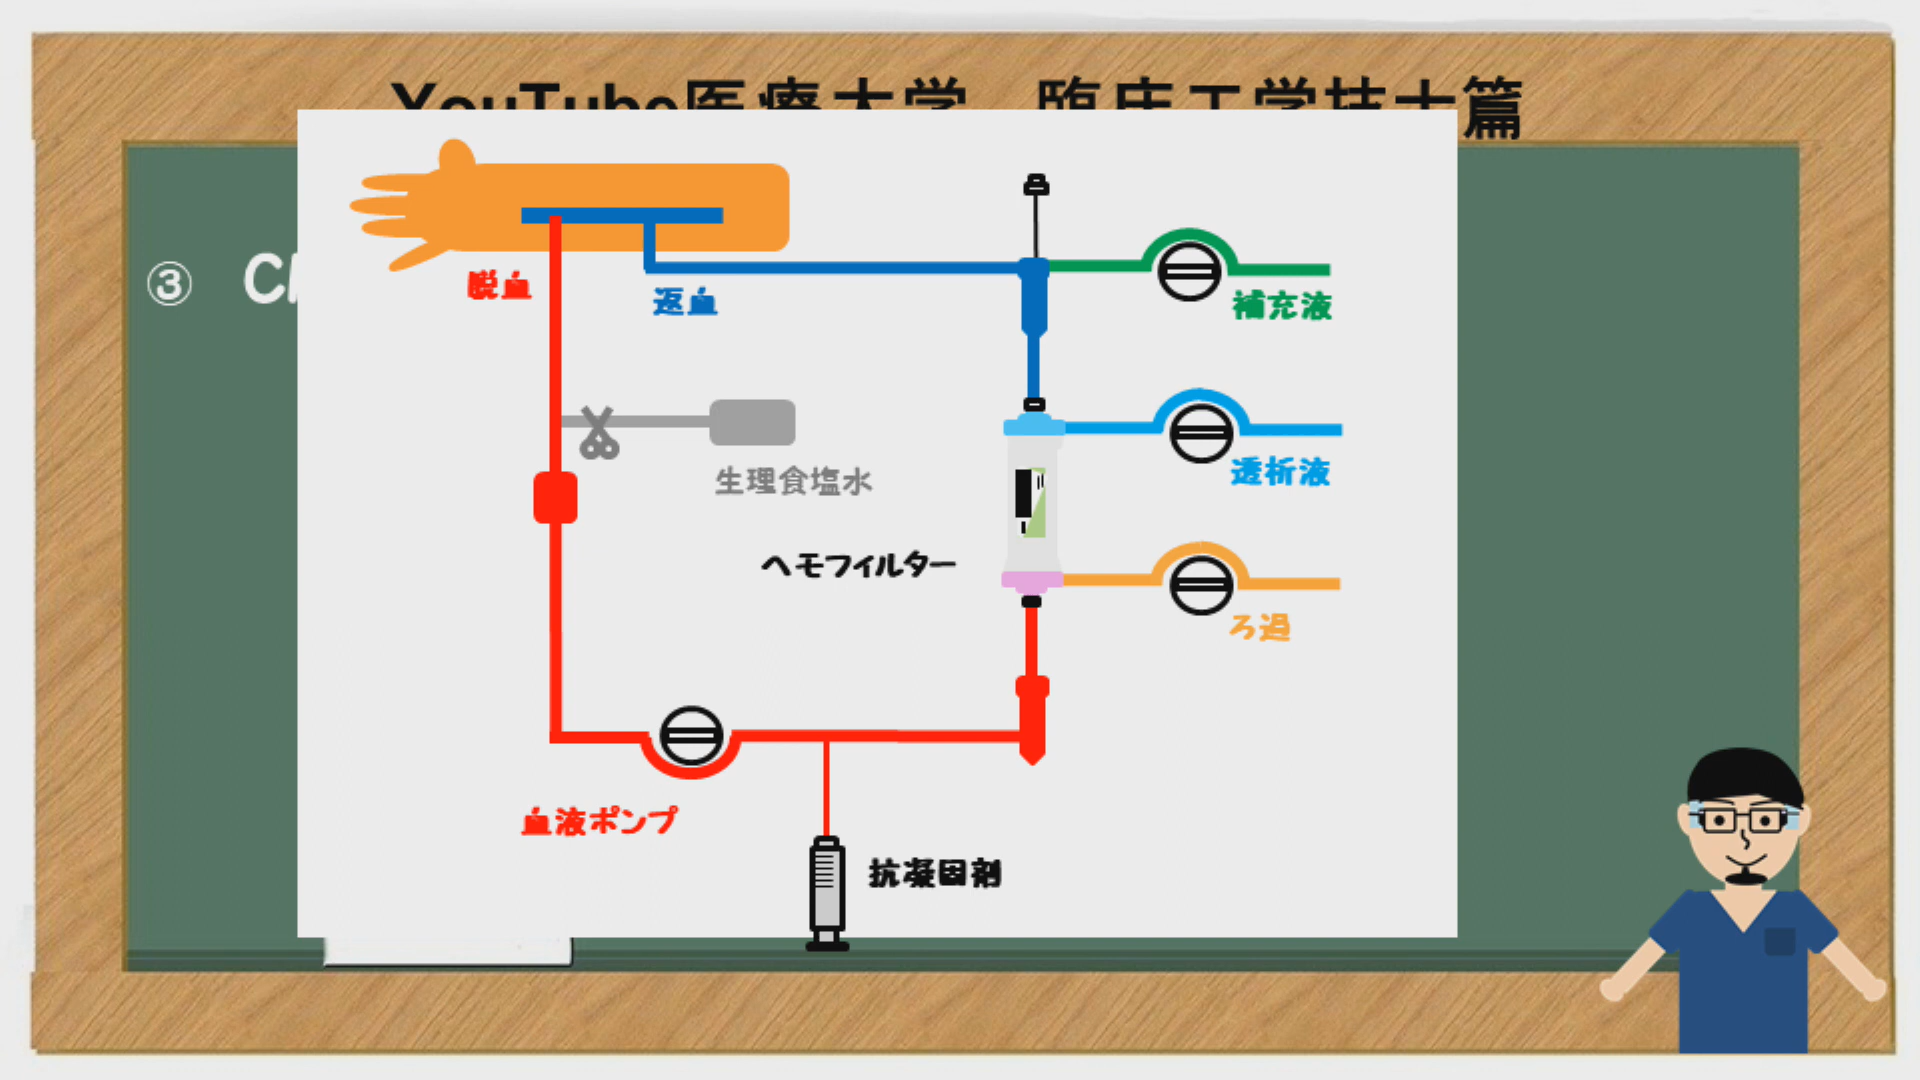 YouTube医療大学 臨床工学技士篇
③
脱血
返血
補充液
透析液
生理食塩水
ヘモフィルター
ろ過
血液ポンプ
抗凝固剤